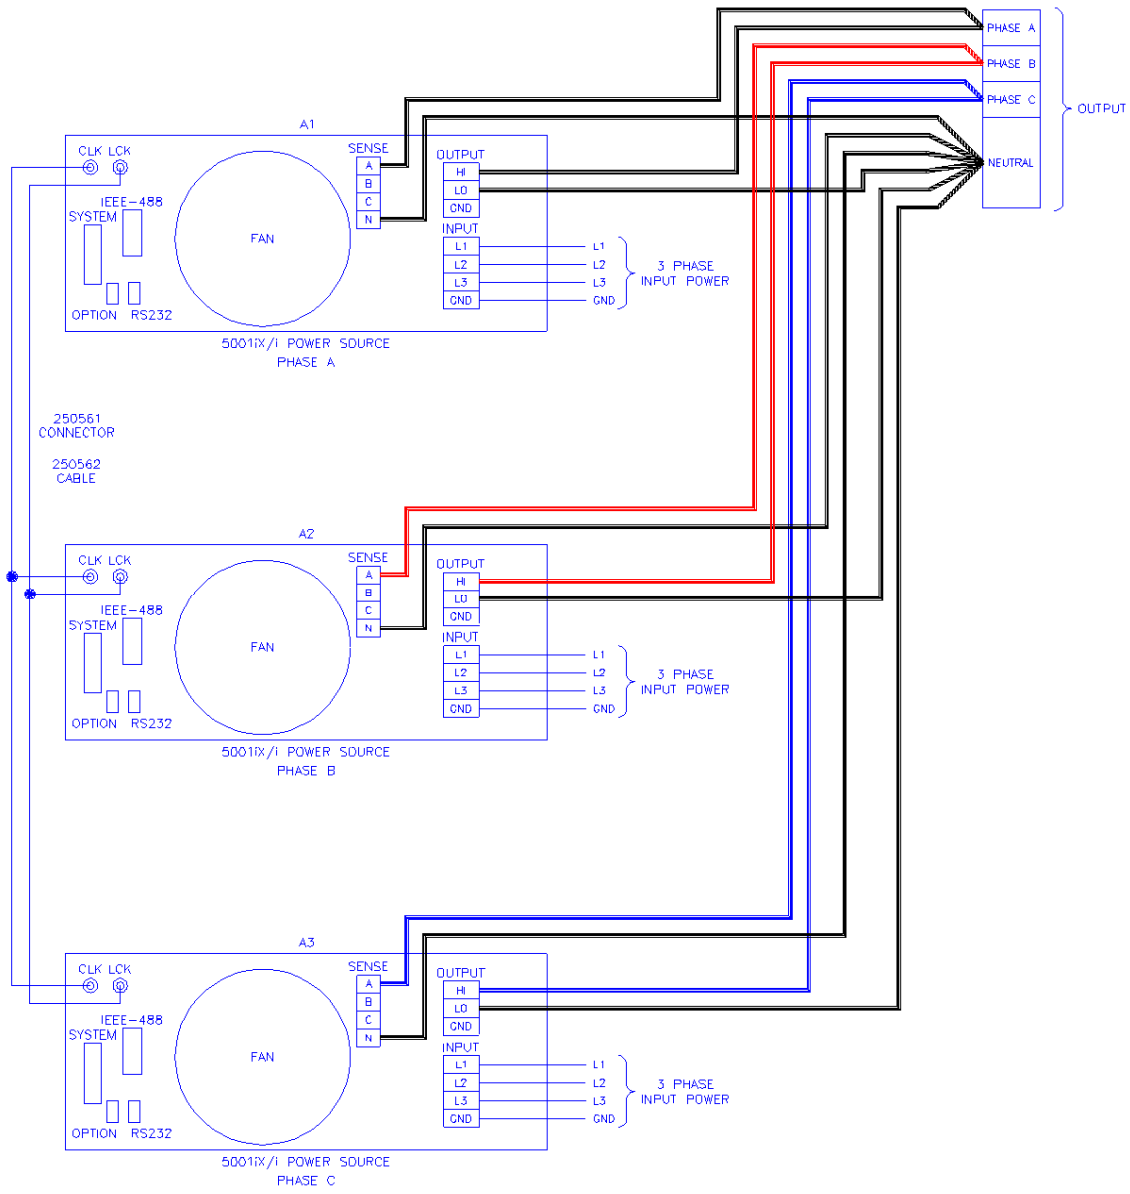 PHASE A
PHASE B
PHASE C
OUTPUT
NEUTRAL
A1
CLK LCK
SENSE
A
B
C
N
OUTPUT
HI
LO
GND
IEEE-488
SYSTEM
FAN
INPUT
L1
L2
L3
GND
L1
L2
L3
GND
3 PHASE
INPUT POWER
OPTION RS232
5001iX/i POWER SOURCE
PHASE A
250561
CONNECTOR
250562
CABLE
A2
CLK LCK
SENSE
A
B
C
N
OUTPUT
HI
LO
GND
IEEE-488
SYSTEM
FAN
INPUT
L1
L2
L3
GND
L1
L2
L3
GND
3 PHASE
INPUT POWER
OPTION RS232
5001iX/i POWER SOURCE
PHASE B
A3
CLK LCK
SENSE
A
B
C
N
OUTPUT
HI
LO
GND
IEEE-488
SYSTEM
FAN
INPUT
L1
L2
L3
GND
L1
L2
L3
GND
3 PHASE
INPUT POWER
OPTION RS232
5001iX/i POWER SOURCE
PHASE C